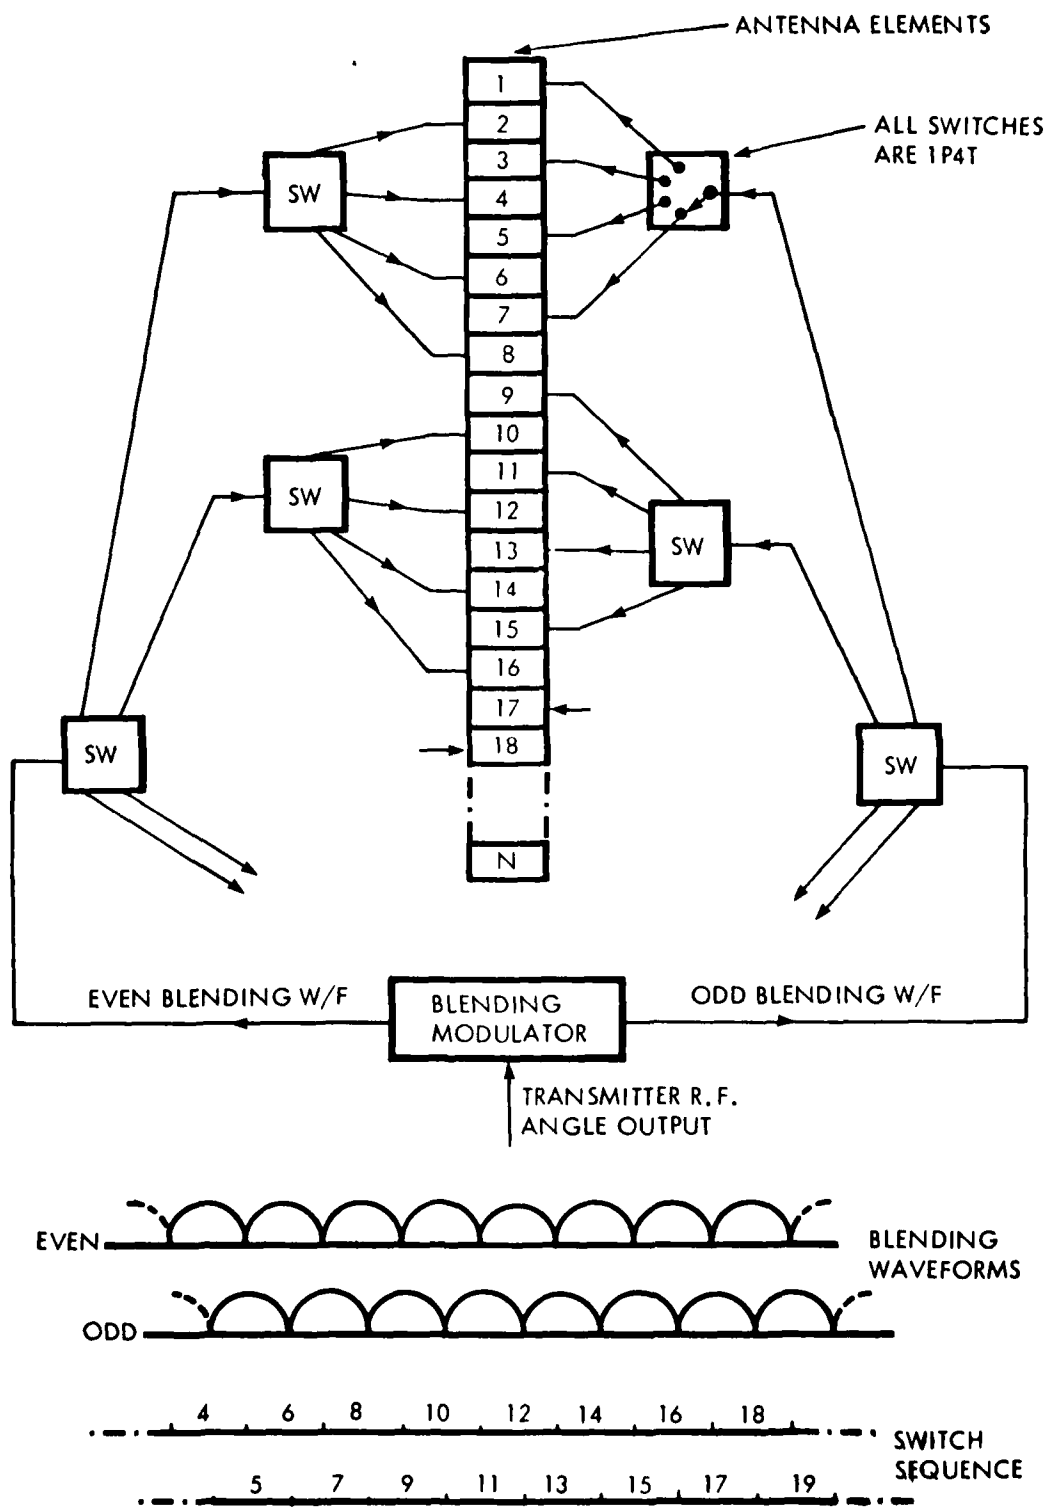 ANTENNA ELEMENTS
1
2
3
4
5
6
7
8
9
10
11
12
13
14
15
16
17
18
N
ALL SWITCHES
ARE 1P4T
SW
SW
SW
SW
SW
EVEN BLENDING W/F
BLENDING
MODULATOR
ODD BLENDING W/F
TRANSMITTER R.F.
ANGLE OUTPUT
EVEN
BLENDING
WAVEFORMS
ODD
4 6 8 10 12 14 16 18
SWITCH
SEQUENCE
5 7 9 11 13 15 17 19